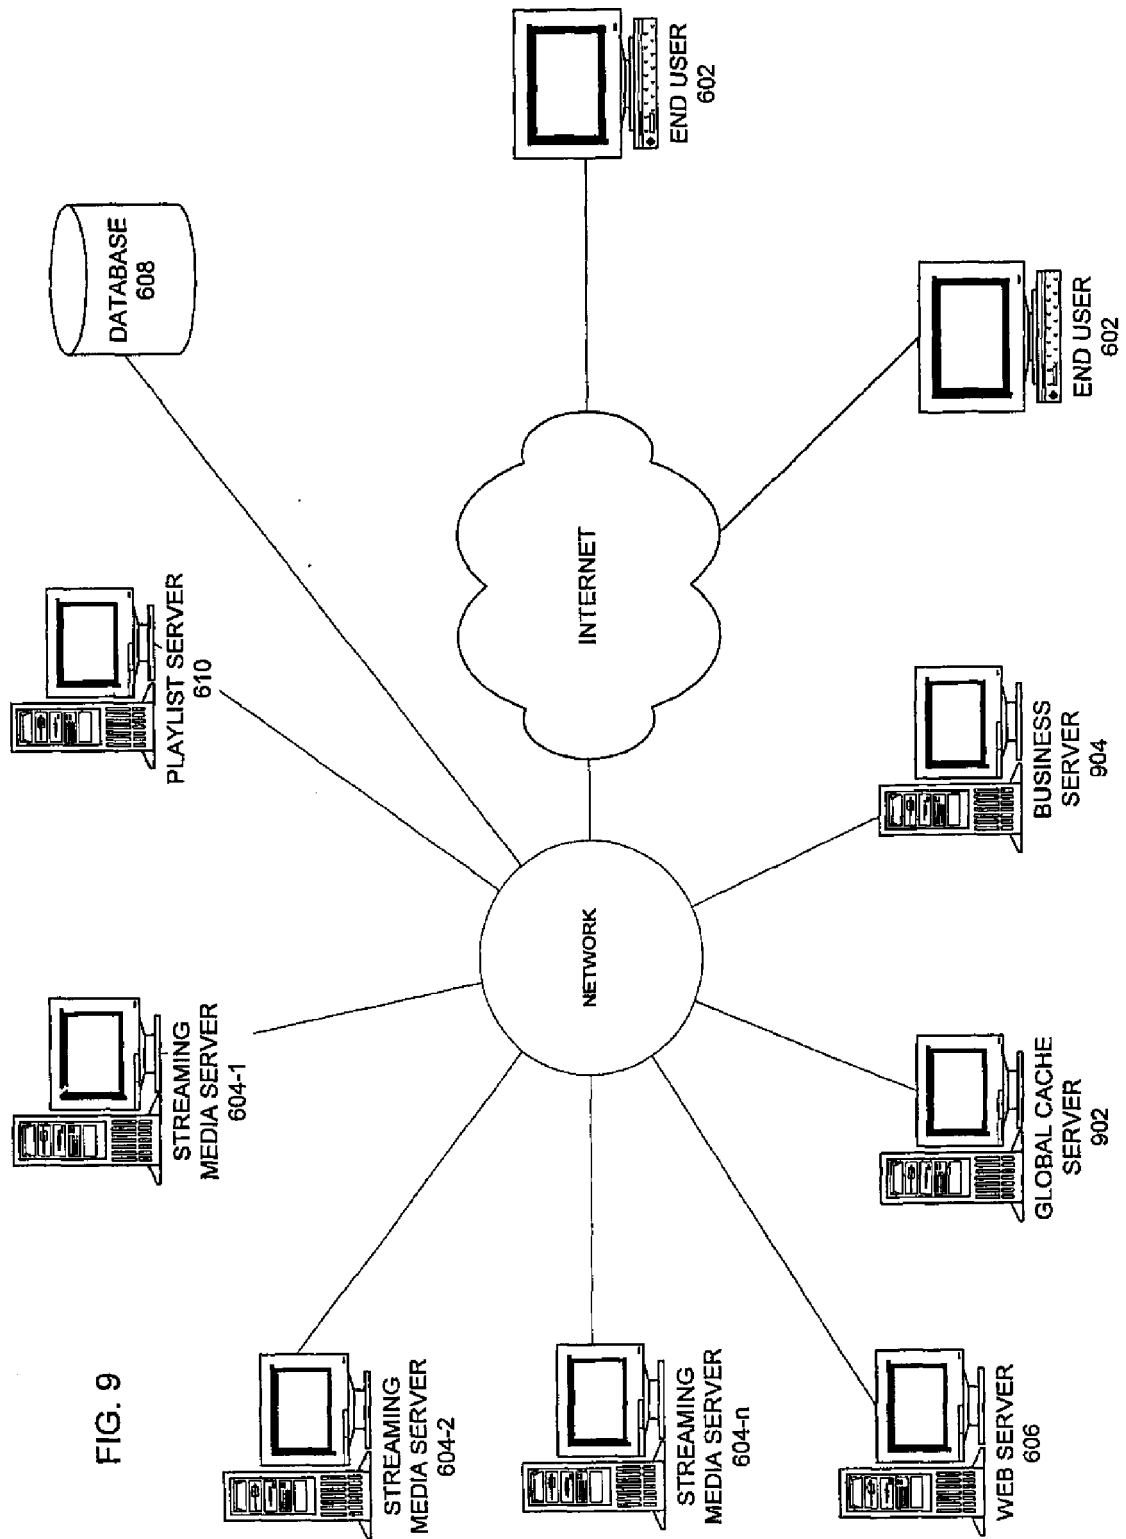 FIG. 9
STREAMING
MEDIA SERVER
604-1
PLAYLIST SERVER
610
DATABASE
608
STREAMING
MEDIA SERVER
604-2
STREAMING
MEDIA SERVER
604-n
NETWORK
INTERNET
END USER
602
WEB SERVER
606
GLOBAL CACHE
SERVER
902
BUSINESS
SERVER
904
END USER
602